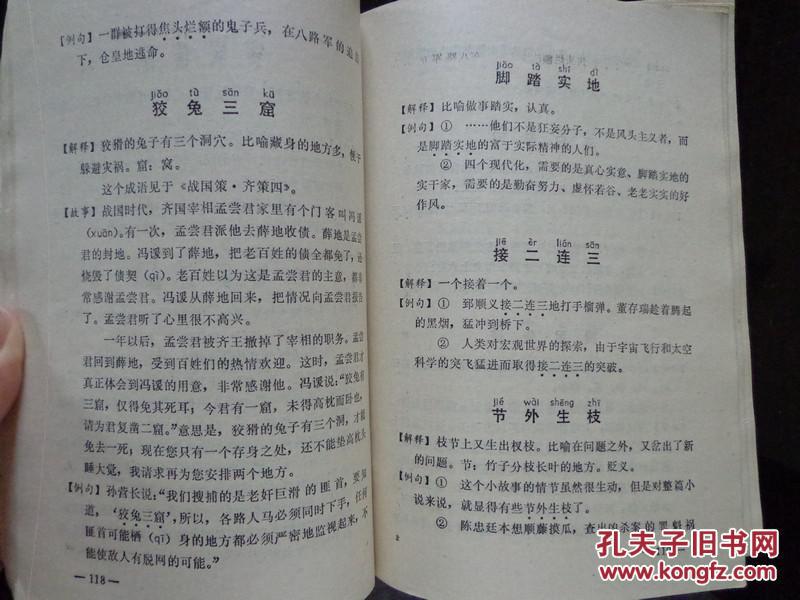 【例句】一群被打得焦头烂额的鬼子兵，在八路军的追
下，仓皇地逃命。
jiǎo tù sān kū
狡兔三窟
【解释】狡猾的兔子有三个洞穴。比喻藏身的地方多，便于
躲避灾祸。窟：窝。
这个成语见于《战国策·齐策四》。
【故事】战国时代，齐国宰相孟尝君家里有个门客叫冯谖
（xuān）。有一次，孟尝君派他去薛地收债。薛地是孟尝
君的封地。冯谖到了薛地，把老百姓的债全都免了，还
烧毁了债契（qì）。老百姓以为这是孟尝君的主意，都非
常感谢孟尝君。冯谖从薛地回来，把情况向孟尝君
了。孟尝君听了心里很不高兴。
一年以后，孟尝君被齐王撤掉了宰相的职务。孟尝
君回到薛地，受到百姓们的热情欢迎。这时，孟尝君才
真正体会到冯谖的用意，非常感谢他。冯谖说：“狡兔有
三窟，仅得免其死耳；今君有一窟，未得高枕而卧也，
请为君复凿二窟。”意思是，狡猾的兔子有三个洞，才能
免去一死；现在您只有一个存身之处，还不能垫高枕头
睡大觉，我请求再为您安排两个地方。
【例句】孙营长说：“我们搜捕的是老奸巨滑的匪首，要知
道，‘狡兔三窟’，所以，各路人马必须同时下手，任何
匪首可能栖（qī）身的地方都必须严密地监视起来，不
能使敌人有脱网的可能。”
—118—
jiǎo tà shí dì
脚踏实地
【解释】比喻做事踏实，认真。
【例句】① ……他们不是狂妄分子，不是风头主义者，而
是脚踏实地的富于实际精神的人们。
② 四个现代化，需要的是真心实意、脚踏实地的
实干家，需要的是勤奋努力、虚怀若谷、老老实实的好
作风。
jiē èr lián sān
接二连三
【解释】一个接着一个。
【例句】① 郅顺义接二连三地打手榴弹。董存瑞趁着腾起
的黑烟，猛冲到桥下。
② 人类对宏观世界的探索，由于宇宙飞行和太空
科学的突飞猛进而取得接二连三的突破。
jié wài shēng zhī
节外生枝
【解释】枝节上又生出杈枝。比喻在问题之外，又岔出了新
的问题。节：竹子分枝长叶的地方。贬义。
【例句】① 这个小故事的情节虽然很生动，但是对整篇小
说来说，就显得有些节外生枝了。
② 陈忠廷本想顺藤摸瓜，查出凶杀案的罪魁祸
孔夫子旧书网
www.kongfz.com